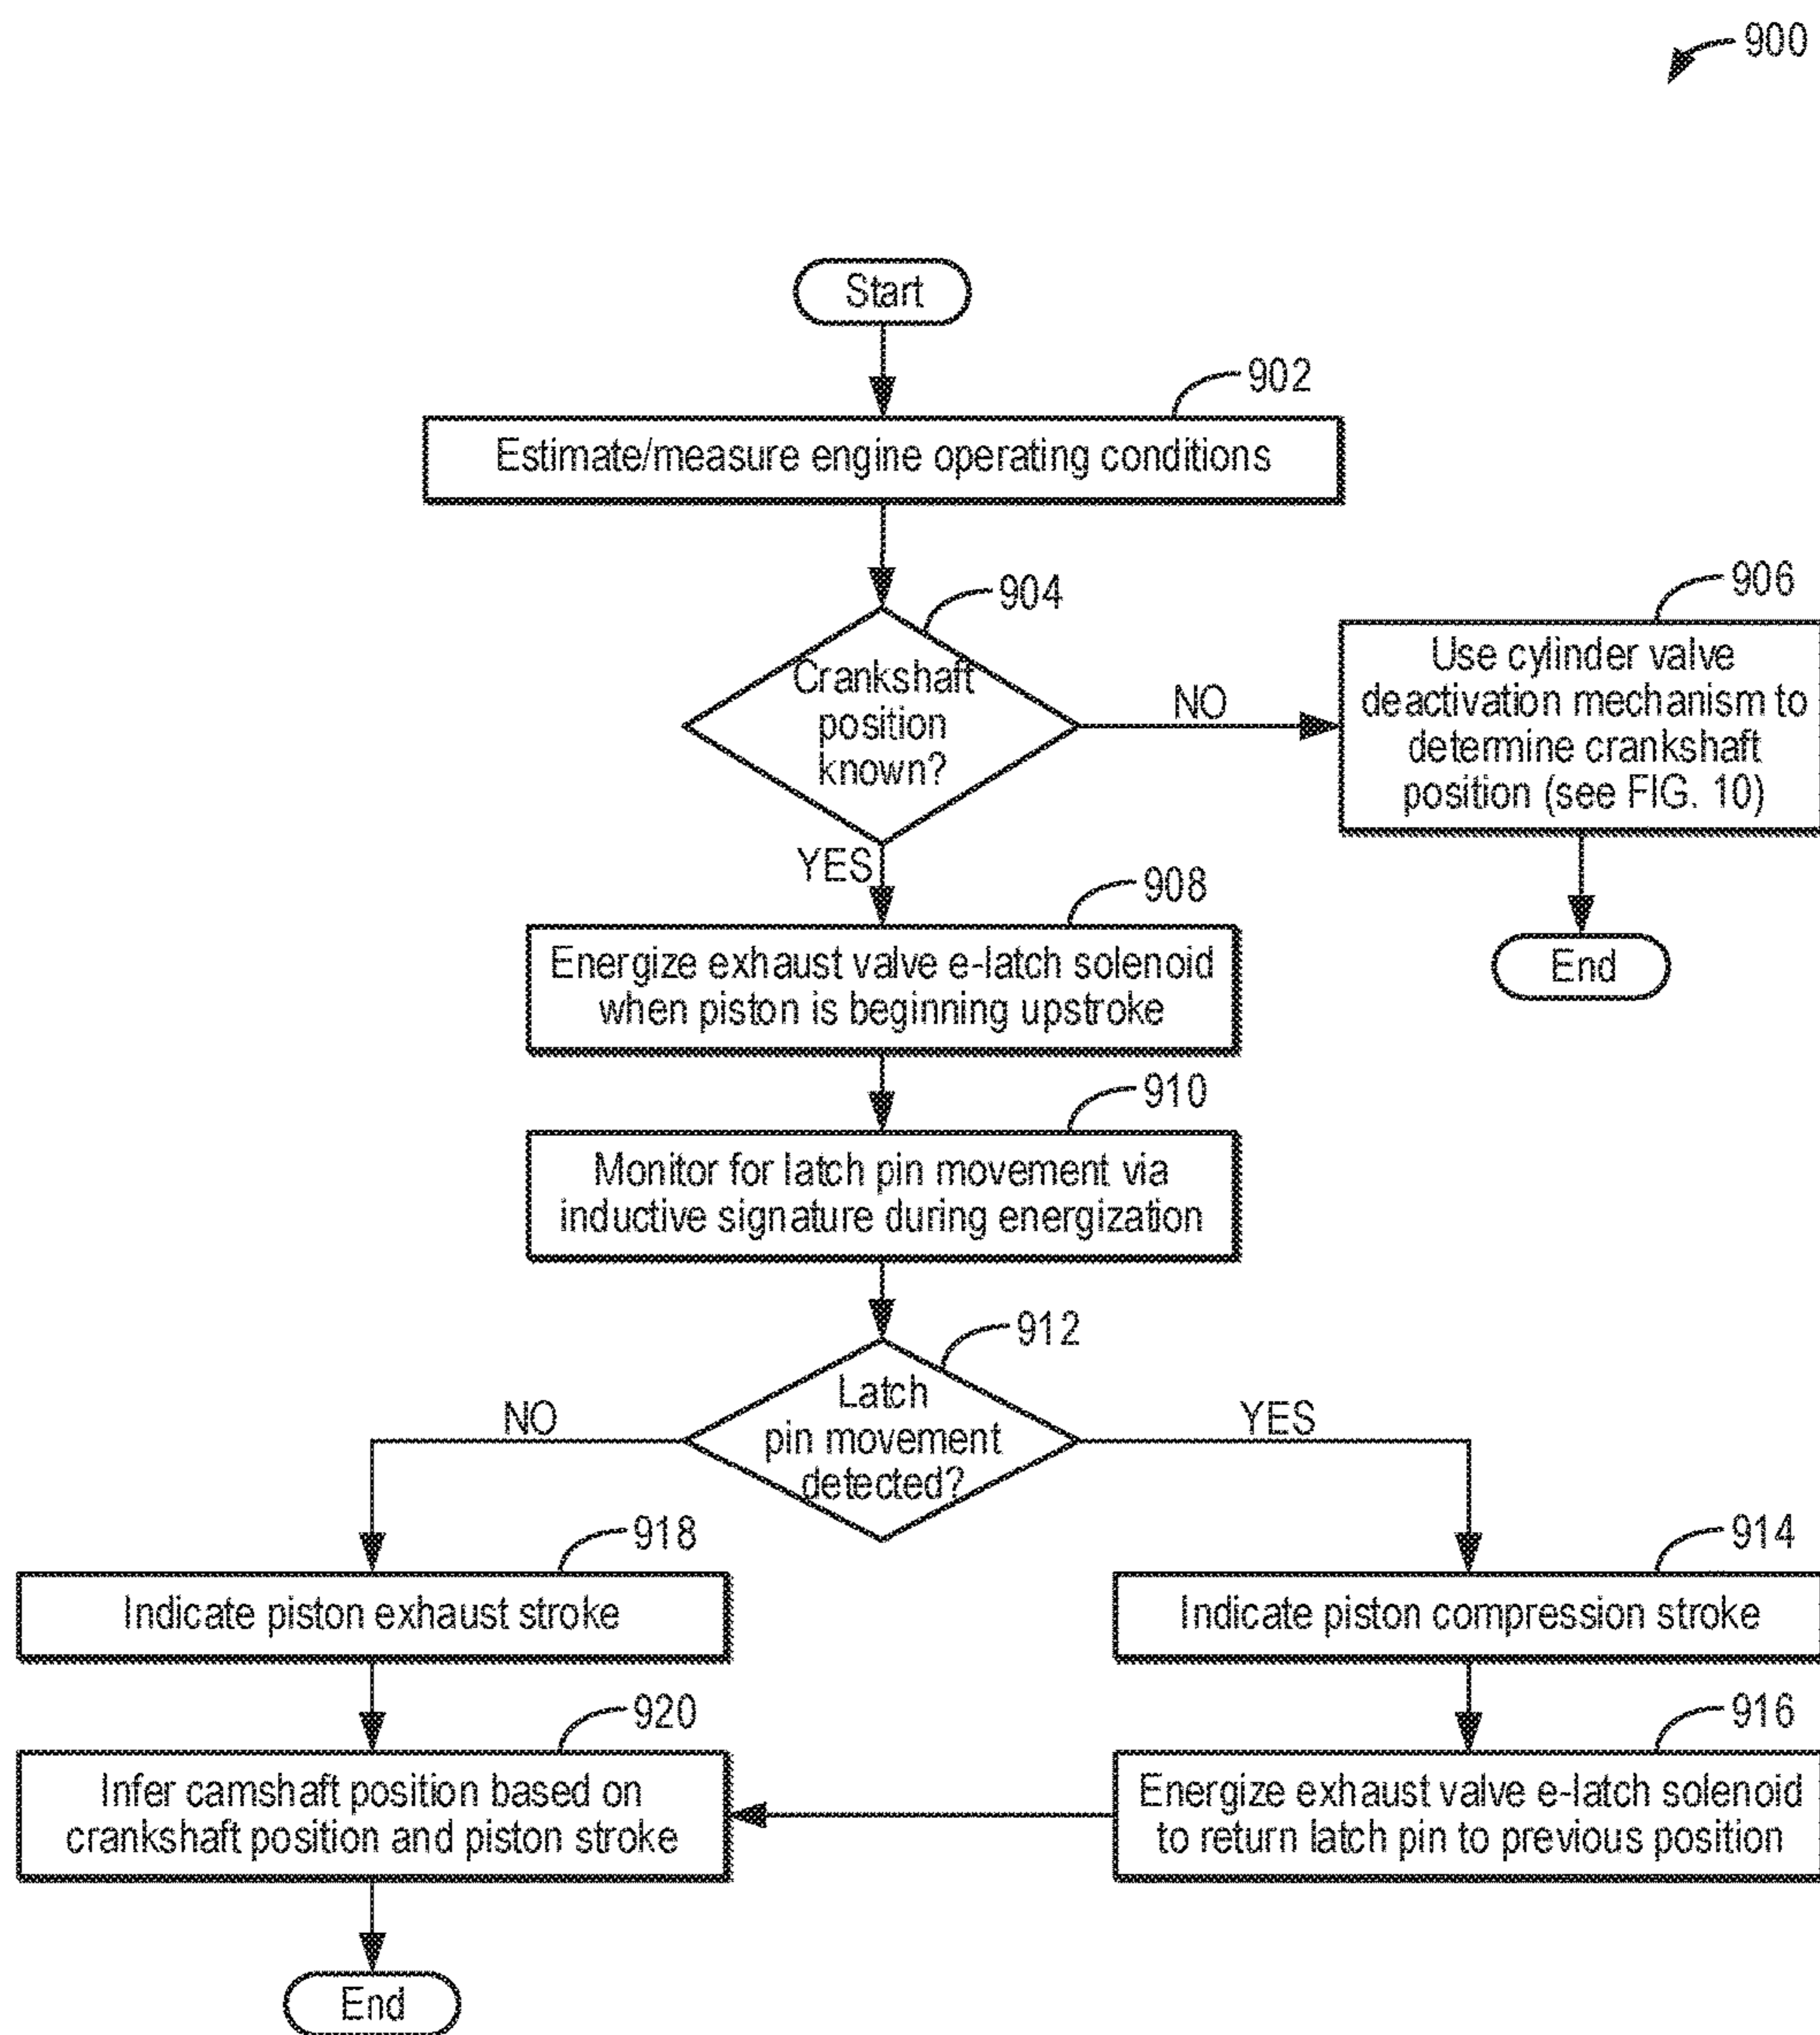 900
Start
902
Estimate/measure engine operating conditions
904
Crankshaft
position
known?
NO
906
Use cylinder valve
deactivation mechanism to
determine crankshaft
position (see FIG. 10)
End
YES
908
Energize exhaust valve e-latch solenoid
when piston is beginning upstroke
910
Monitor for latch pin movement via
inductive signature during energization
912
Latch
pin movement
detected?
NO
YES
918
Indicate piston exhaust stroke
914
Indicate piston compression stroke
920
Infer camshaft position based on
crankshaft position and piston stroke
916
Energize exhaust valve e-latch solenoid
to return latch pin to previous position
End